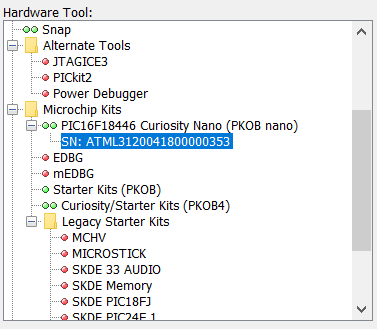 Hardware Tool:
Snap
Alternate Tools
JTAGICE3
PICkit2
Power Debugger
Microchip Kits
PIC16F18446 Curiosity Nano (PKOB nano)
SN: ATML3120041800000353
EDBG
mEDBG
Starter Kits (PKOB)
Curiosity/Starter Kits (PKOB4)
Legacy Starter Kits
MCHV
MICROSTICK
SKDE 33 AUDIO
SKDE Memory
SKDE PIC18FJ
SKDE PIC24F 1